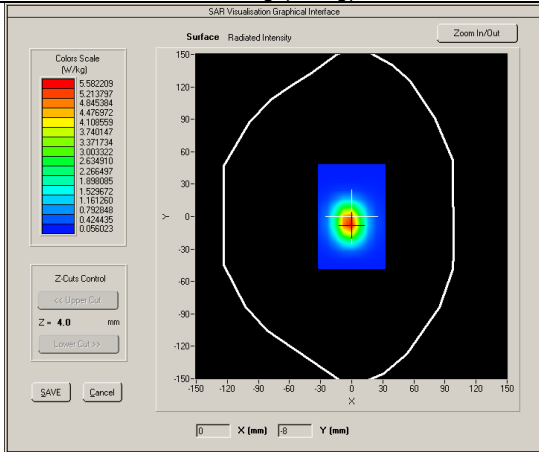 SAR Visualisation Graphical Interface
Surface Radiated Intensity
Zoom In/Out
Colors Scale
(W/kg)
5.582209
5.213797
4.845384
4.476972
4.108559
3.740147
3.371734
3.003322
2.634910
2.266497
1.898085
1.529672
1.161260
0.792848
0.424435
0.056023
Z-Cuts Control
<< Upper Cut
Z = 4.0 mm
Lower Cut >>
SAVE Cancel
150
120
90
60
30
0
-30
-60
-90
-120
-150
Y
-150 -120 -90 -60 -30 0 30 60 90 120 150
X
0 X (mm) -8 Y (mm)